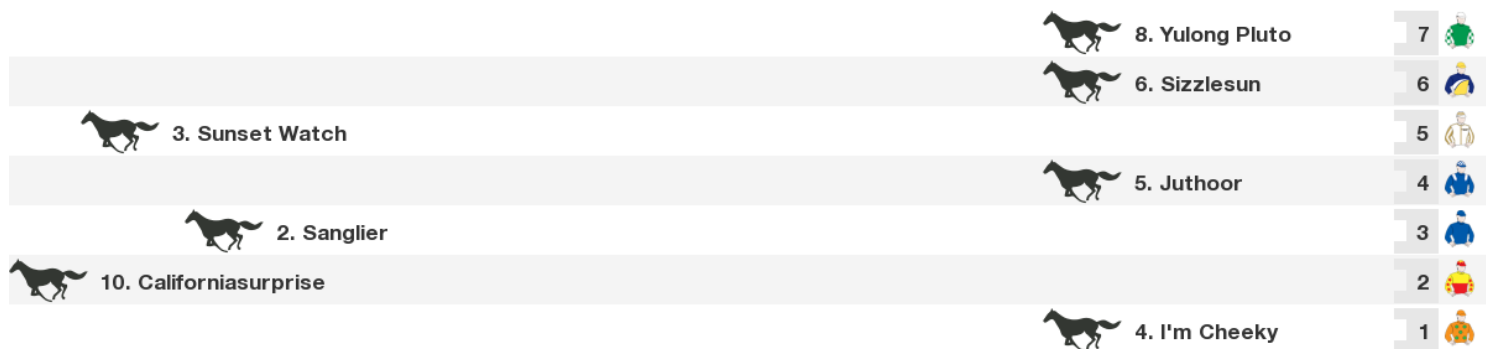 8. Yulong Pluto 7
6. Sizzlesun 6
3. Sunset Watch 5
5. Juthoor 4
2. Sanglier 3
10. Californiasurprise 2
4. I'm Cheeky 1